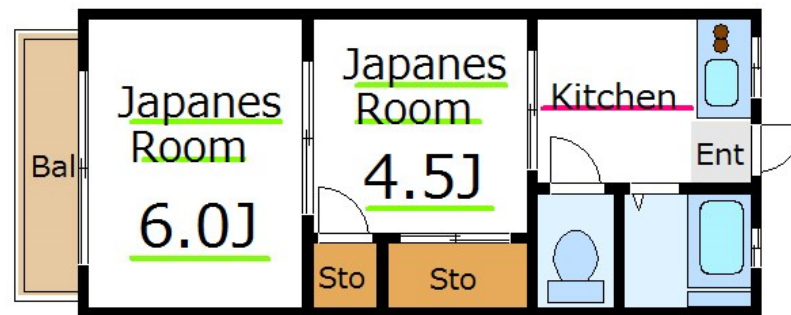 Bal
Japanes
Room
6.0J
Japanes
Room
4.5J
Kitchen
Ent
Sto
Sto